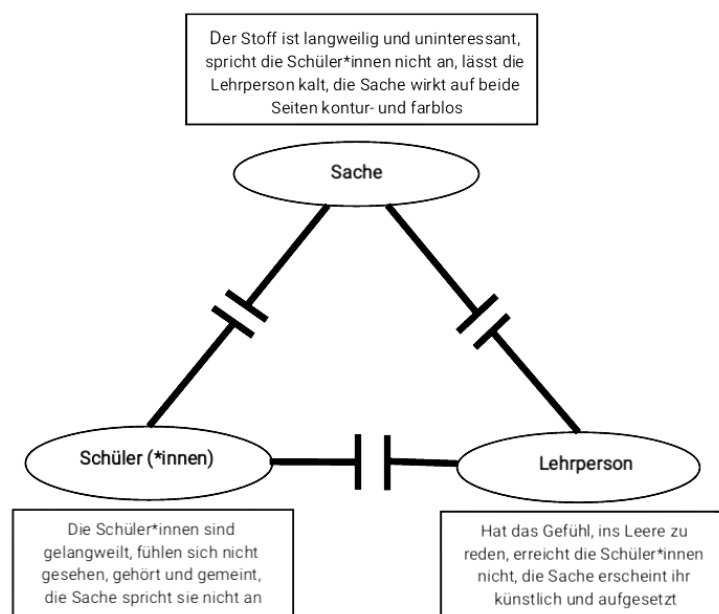 Der Stoff ist langweilig und uninteressant,
spricht die Schüler*innen nicht an, lässt die
Lehrperson kalt, die Sache wirkt auf beide
Seiten kontur- und farblos
Sache
Schüler (*innen)
Lehrperson
Die Schüler*innen sind
gelangweilt, fühlen sich nicht
gesehen, gehört und gemeint,
die Sache spricht sie nicht an
Hat das Gefühl, ins Leere zu
reden, erreicht die Schüler*innen
nicht, die Sache erscheint ihr
künstlich und aufgesetzt